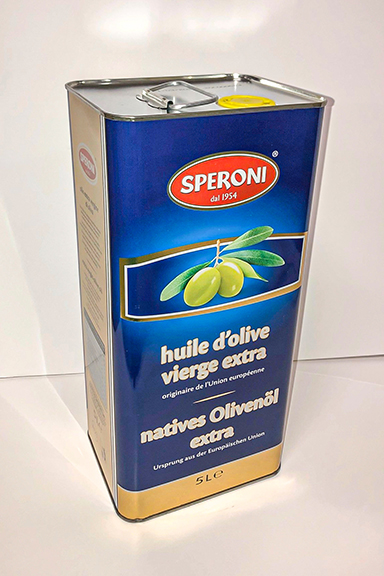 SPERONI
®
dal 1954
huile d'olive
vierge extra
originaire de l'Union européenne
natives Olivenöl
extra
Ursprung aus der Europäischen Union
5 L ℮